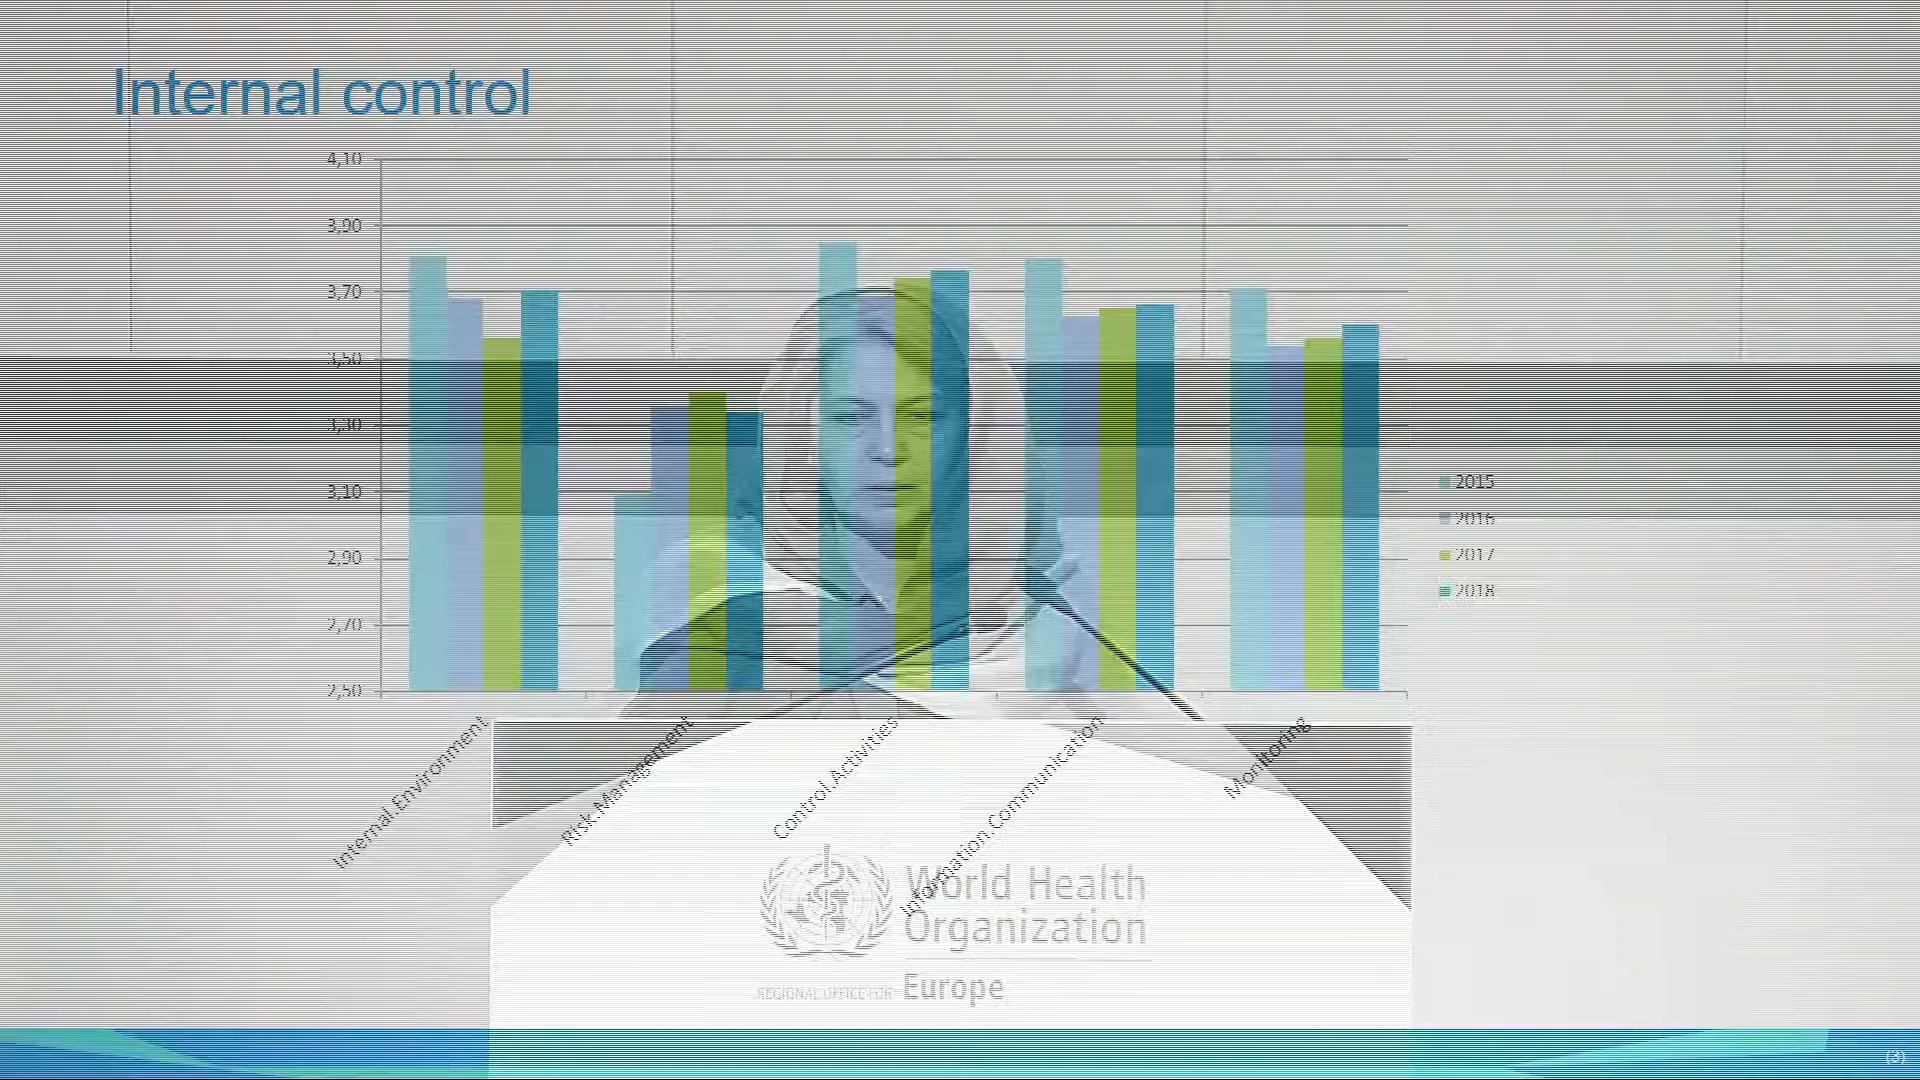 Internal control
4,10
3,90
3,70
3,50
3,30
3,10
2,90
2,70
2,50
2015
2016
2017
2018
Internal.Environment
Risk.Management
Control.Activities
Information.Communication
Monitoring
World Health
Organization
REGIONAL OFFICE FOR Europe
(3)